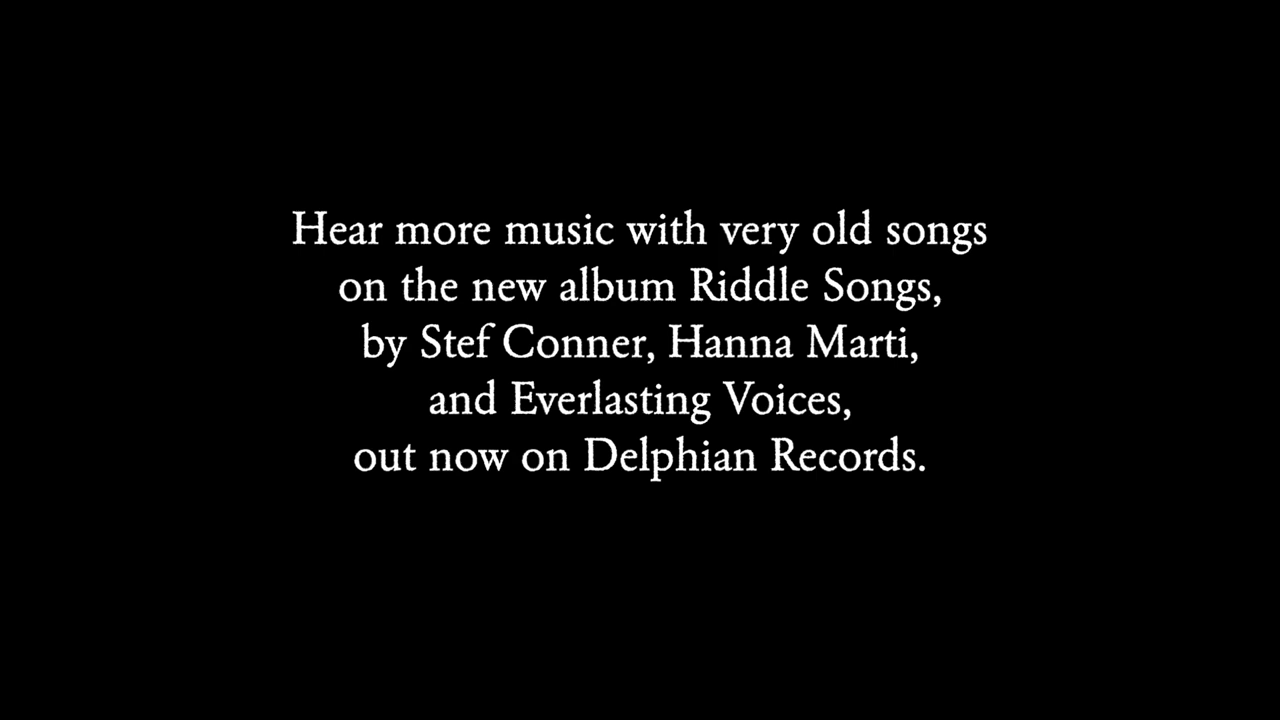 Hear more music with very old songs
on the new album Riddle Songs,
by Stef Conner, Hanna Marti,
and Everlasting Voices,
out now on Delphian Records.